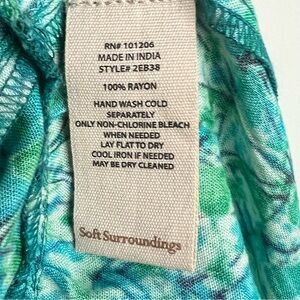 RN# 101206
MADE IN INDIA
STYLE# 2EB38
100% RAYON
HAND WASH COLD
SEPARATELY
ONLY NON-CHLORINE BLEACH
WHEN NEEDED
LAY FLAT TO DRY
COOL IRON IF NEEDED
MAY BE DRY CLEANED
Soft Surroundings